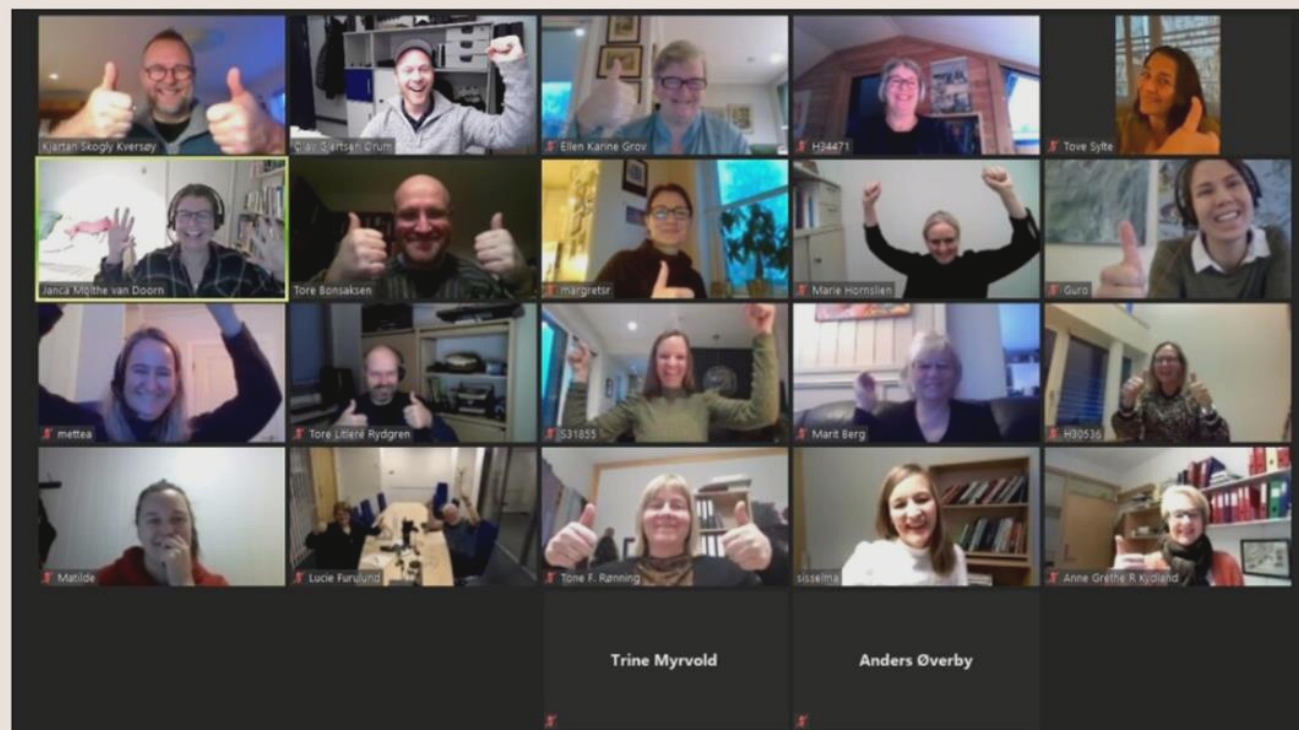 Kjartan Skogly Kversøy
Olav Gjertsen Ørum
Ellen Karine Grov
H34471
Tove Sylte
Janca Molthe van Doorn
Tore Bonsaksen
margretsr
Marie Hornslien
Guro
mettea
Tore Litlere Rydgren
S31855
Marit Berg
H30536
Matilde
Lucie Furulund
Tone F. Rønning
sisselma
Anne Grethe R Kydland
Trine Myrvold
Anders Øverby